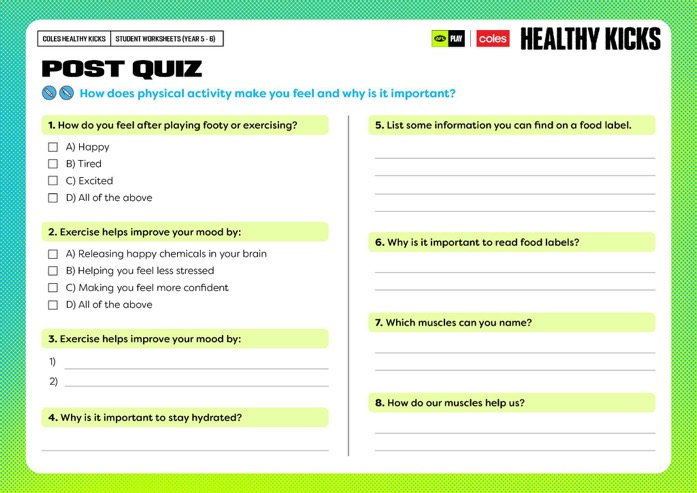 COLES HEALTHY KICKS STUDENT WORKSHEETS (YEAR 5 - 6)
AFL PLAY coles HEALTHY KICKS
POST QUIZ
How does physical activity make you feel and why is it important?
1. How do you feel after playing footy or exercising?
A) Happy
B) Tired
C) Excited
D) All of the above
2. Exercise helps improve your mood by:
A) Releasing happy chemicals in your brain
B) Helping you feel less stressed
C) Making you feel more confident
D) All of the above
3. Exercise helps improve your mood by:
1)
2)
4. Why is it important to stay hydrated?
5. List some information you can find on a food label.
6. Why is it important to read food labels?
7. Which muscles can you name?
8. How do our muscles help us?